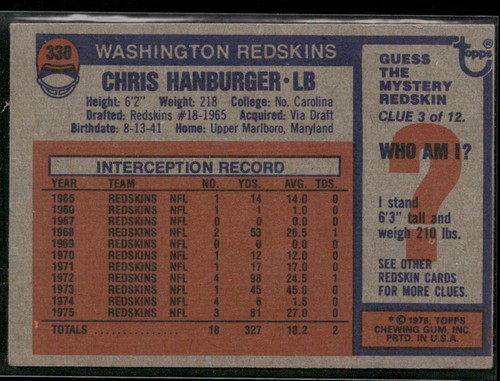 330
WASHINGTON REDSKINS
CHRIS HANBURGER • LB
Height: 6'2" Weight: 218 College: No. Carolina
Drafted: Redskins #18-1965 Acquired: Via Draft
Birthdate: 8-13-41 Home: Upper Marlboro, Maryland
INTERCEPTION RECORD
YEAR TEAM NO. YDS. AVG. TDS.
1965 REDSKINS NFL 1 14 14.0 0
1966 REDSKINS NFL 1 1 1.0 0
1967 REDSKINS NFL 0 0 0 0
1968 REDSKINS NFL 2 53 26.5 1
1969 REDSKINS NFL 0 0 0 0
1970 REDSKINS NFL 1 12 12.0 0
1971 REDSKINS NFL 1 17 17.0 0
1972 REDSKINS NFL 4 98 24.5 1
1973 REDSKINS NFL 1 45 45.0 0
1974 REDSKINS NFL 4 6 1.5 0
1975 REDSKINS NFL 3 81 27.0 0
TOTALS 18 327 18.2 2
topps
GUESS
THE
MYSTERY
REDSKIN
CLUE 3 of 12.
WHO AM I?
?
I stand
6'3" tall and
weigh 210 lbs.
SEE OTHER
REDSKIN CARDS
FOR MORE CLUES.
* © 1976, TOPPS
CHEWING GUM, INC.
PRTD. IN U.S.A.